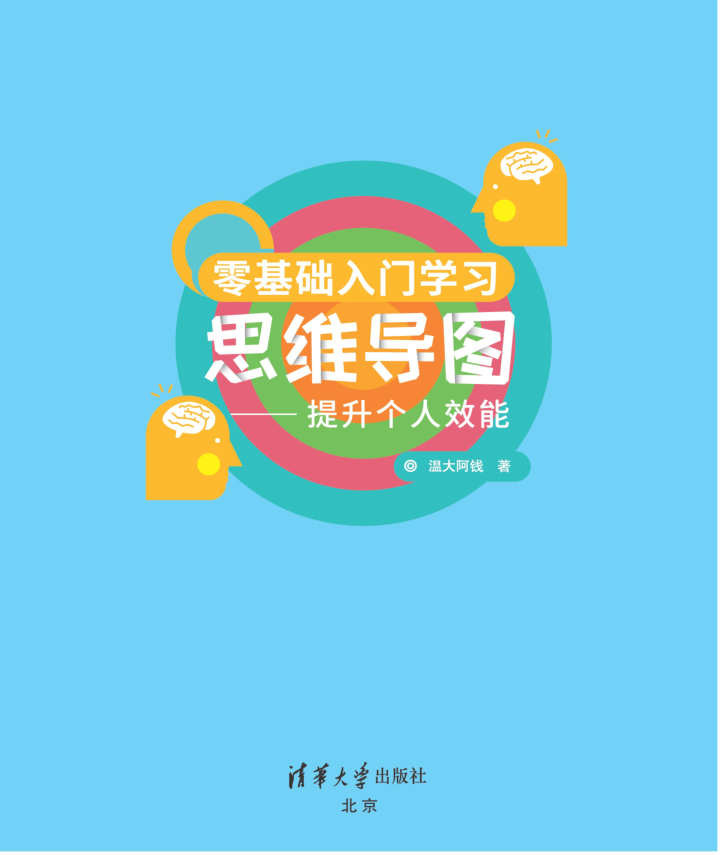 零基础入门学习
思维导图
——提升个人效能
温大阿钱 著
清华大学出版社
北京